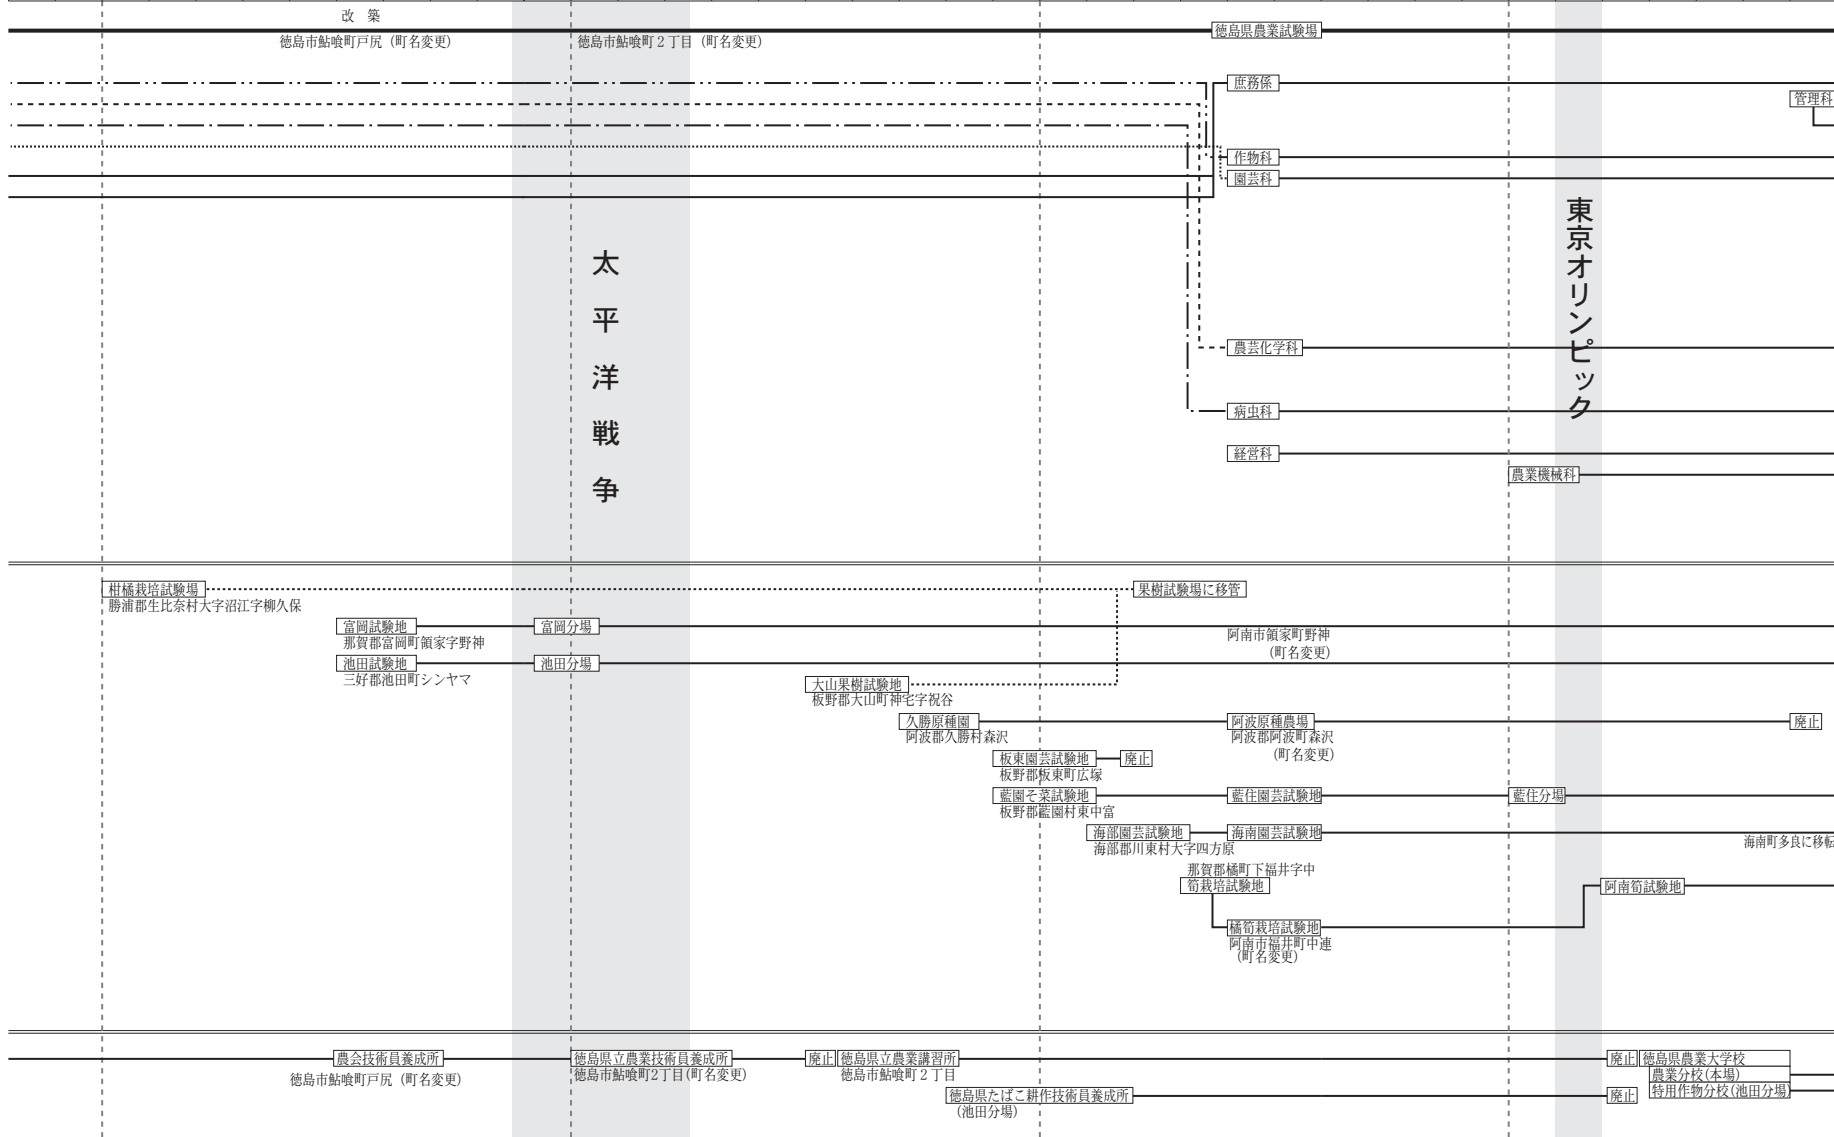 改 築
徳島県農業試験場
徳島市鮎喰町戸尻（町名変更）
徳島市鮎喰町２丁目（町名変更）
庶務係
管理科
作物科
園芸科
農芸化学科
病虫科
経営科
農業機械科
太平洋戦争
東京オリンピック
柑橘栽培試験場
果樹試験場に移管
勝浦郡生比奈村大字沼江字柳久保
富岡試験地
富岡分場
那賀郡富岡町領家字野神
阿南市領家町野神
（町名変更）
池田試験地
池田分場
三好郡池田町シンヤマ
大山果樹試験地
板野郡大山町神宅字祝谷
久勝原種園
阿波原種農場
廃止
阿波郡久勝村森沢
阿波郡阿波町森沢
（町名変更）
板東園芸試験地
廃止
板野郡板東町広塚
藍園そ菜試験地
藍住園芸試験地
藍住分場
板野郡藍園村東中富
海部園芸試験地
海南園芸試験地
海部郡川東村大字四方原
海南町多良に移転
那賀郡橘町下福井字中
筍栽培試験地
阿南筍試験地
橘筍栽培試験地
阿南市福井町中連
（町名変更）
農会技術員養成所
徳島県立農業技術員養成所
廃止
徳島県立農業講習所
廃止
徳島県農業大学校
徳島市鮎喰町戸尻（町名変更）
徳島市鮎喰町2丁目(町名変更)
徳島市鮎喰町２丁目
農業分校(本場)
特用作物分校(池田分場)
徳島県たばこ耕作技術員養成所
廃止
（池田分場）